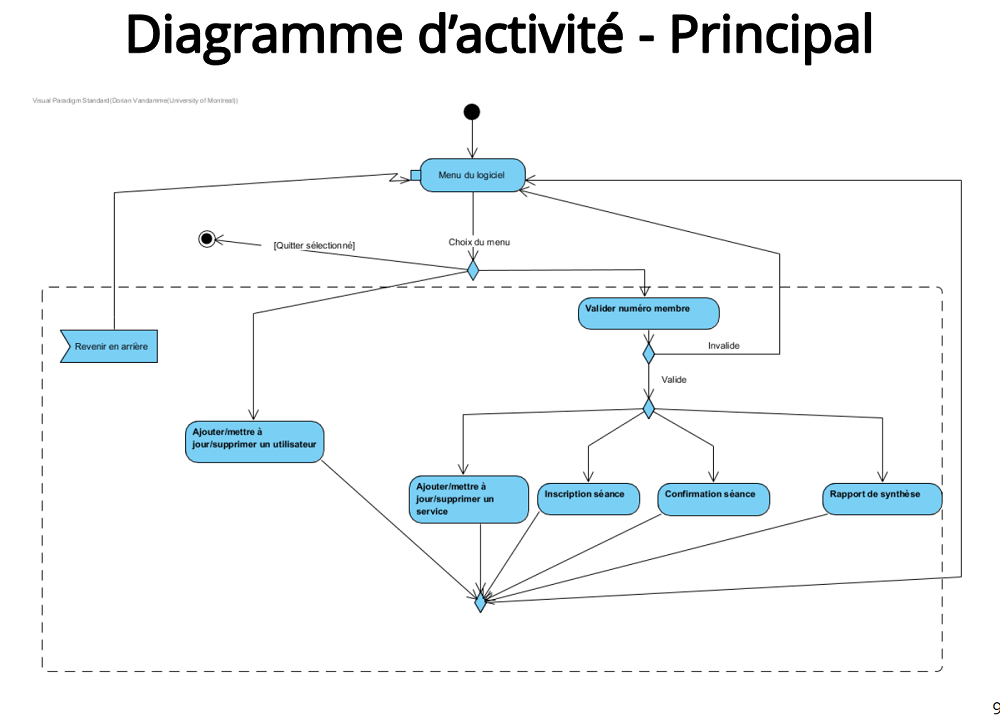 Diagramme d’activité - Principal
Visual Paradigm Standard(Dorian Vandamme(University of Montreal))
Menu du logiciel
[Quitter sélectionné]
Choix du menu
Valider numéro membre
Revenir en arrière
Invalide
Valide
Ajouter/mettre à
jour/supprimer un utilisateur
Ajouter/mettre à
jour/supprimer un
service
Inscription séance
Confirmation séance
Rapport de synthèse
9